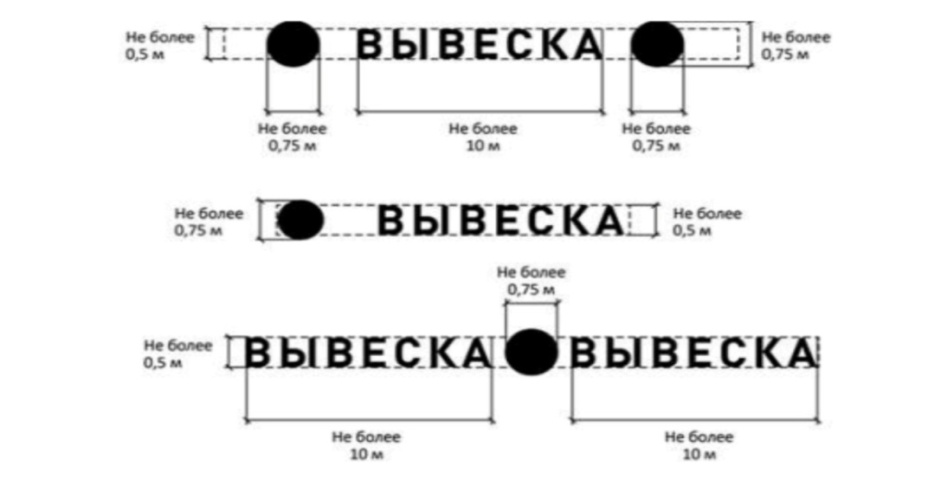 Не более
0,5 м
ВЫВЕСКА
Не более
0,75 м
Не более
0,75 м
Не более
10 м
Не более
0,75 м
Не более
0,75 м
ВЫВЕСКА
Не более
0,5 м
Не более
0,75 м
Не более
0,5 м
ВЫВЕСКА
ВЫВЕСКА
Не более
10 м
Не более
10 м